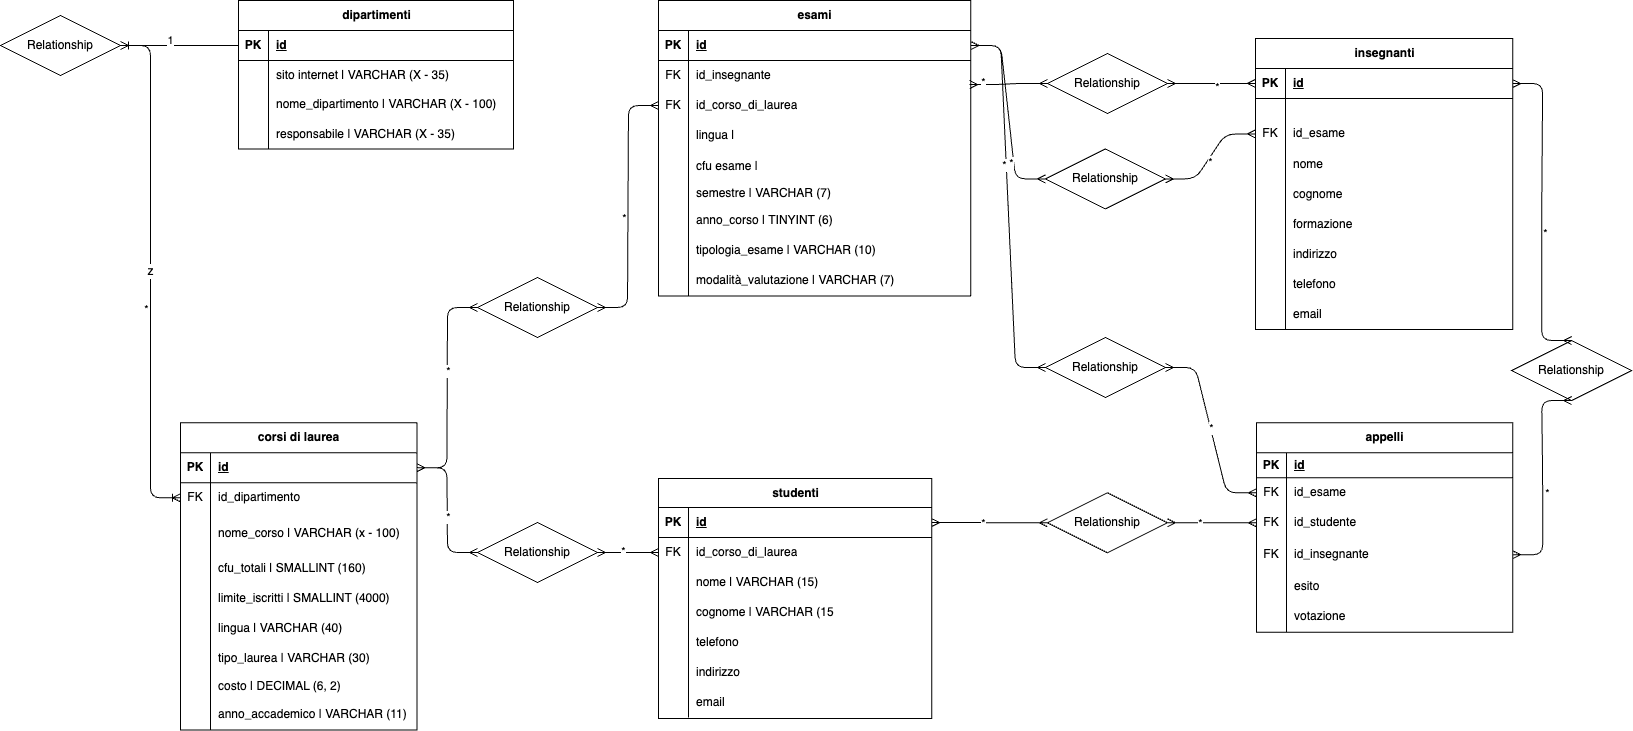 Relationship
1
Z
*
dipartimenti
PK id
sito internet | VARCHAR (X - 35)
nome_dipartimento | VARCHAR (X - 100)
responsabile | VARCHAR (X - 35)
esami
PK id
FK id_insegnante
FK id_corso_di_laurea
lingua |
cfu esame |
semestre | VARCHAR (7)
anno_corso | TINYINT (6)
tipologia_esame | VARCHAR (10)
modalità_valutazione | VARCHAR (7)
* Relationship *
* Relationship *
insegnanti
PK id
FK id_esame
nome
cognome
formazione
indirizzo
telefono
email
*
Relationship
*
* Relationship *
* Relationship *
corsi di laurea
PK id
FK id_dipartimento
nome_corso | VARCHAR (x - 100)
cfu_totali | SMALLINT (160)
limite_iscritti | SMALLINT (4000)
lingua | VARCHAR (40)
tipo_laurea | VARCHAR (30)
costo | DECIMAL (6, 2)
anno_accademico | VARCHAR (11)
* Relationship *
studenti
PK id
FK id_corso_di_laurea
nome | VARCHAR (15)
cognome | VARCHAR (15
telefono
indirizzo
email
* Relationship *
appelli
PK id
FK id_esame
FK id_studente
FK id_insegnante
esito
votazione